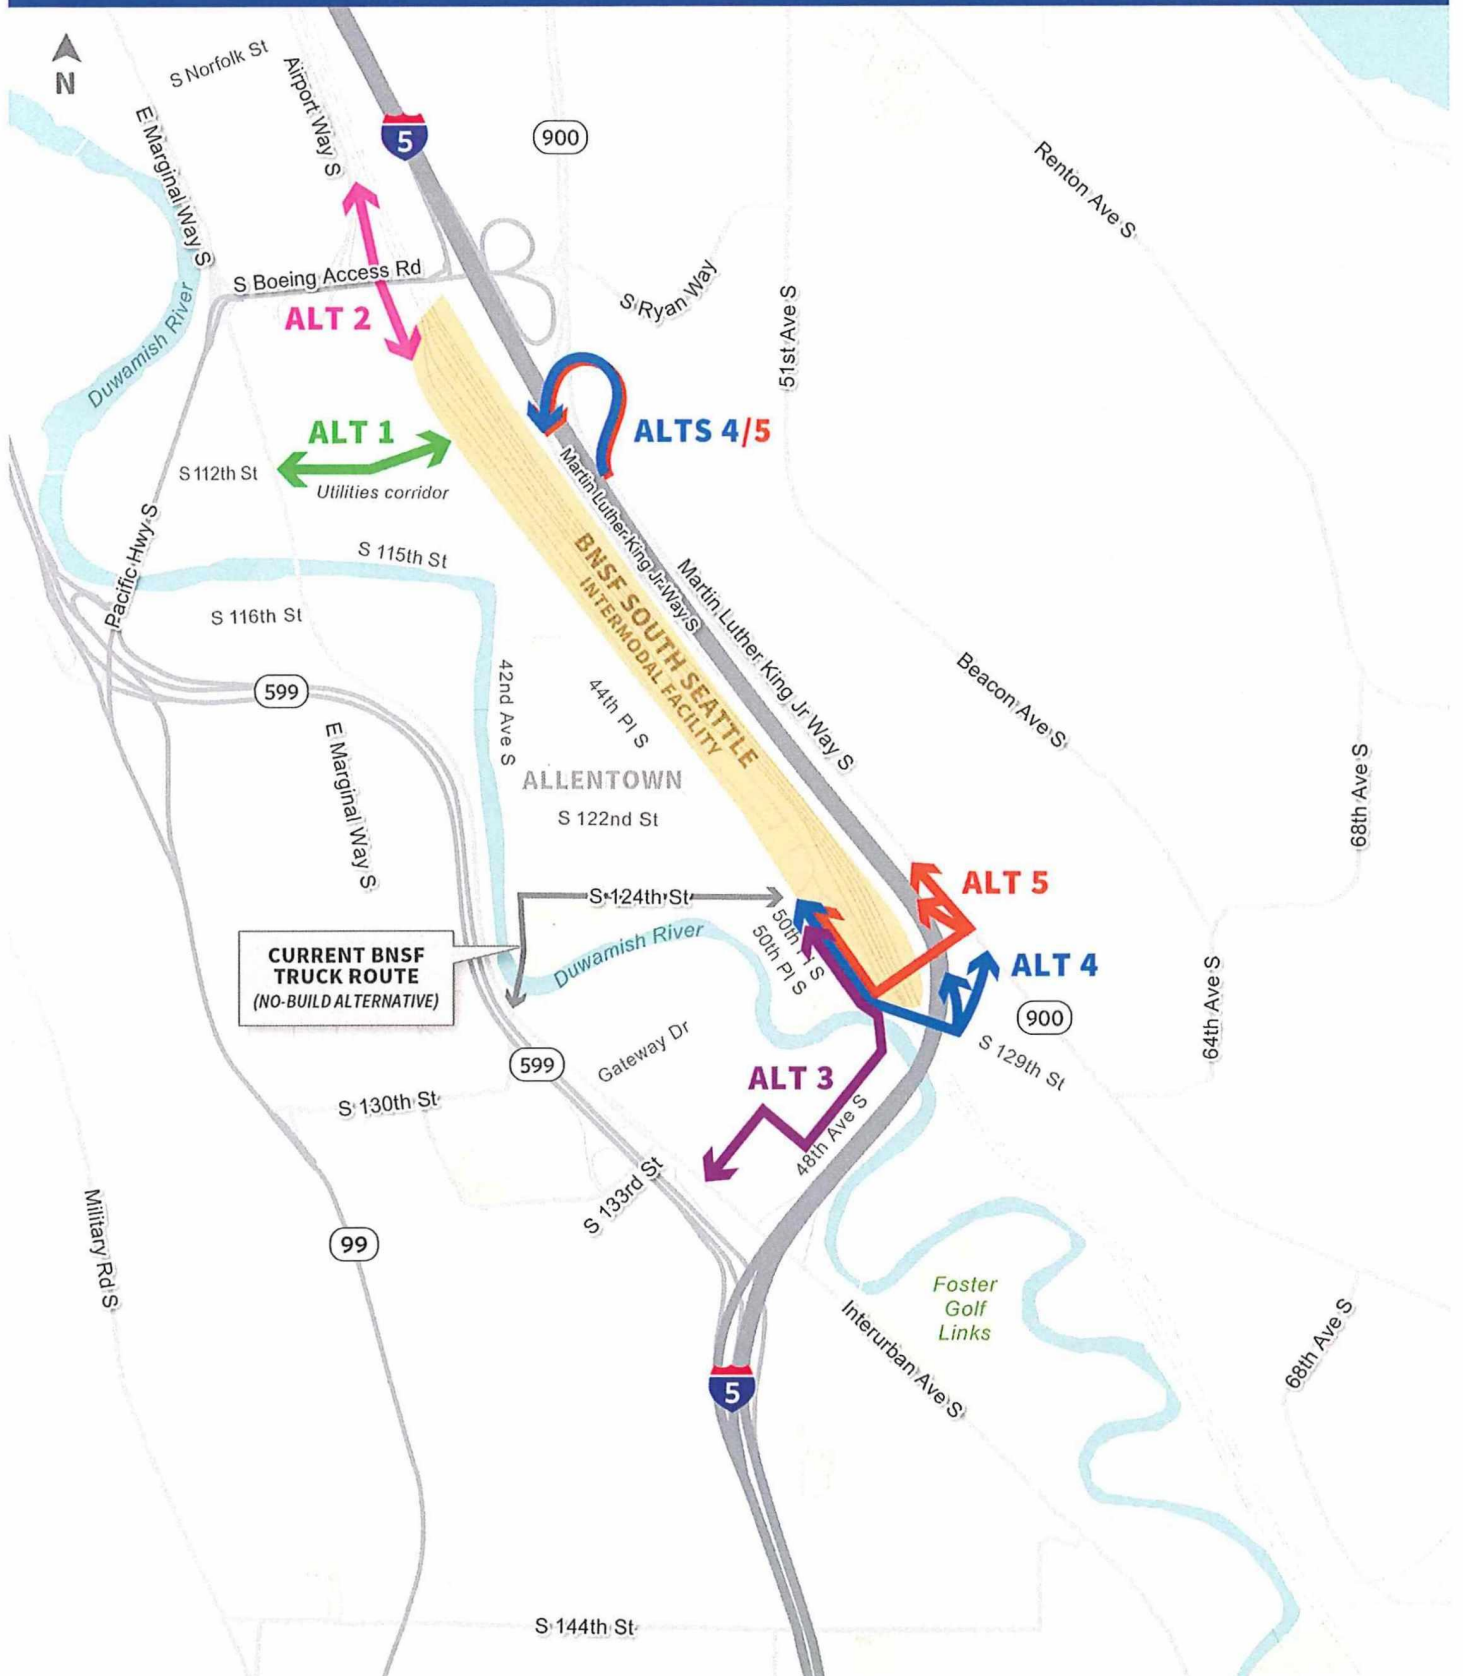 N
S Norfolk St
Airport Way S
E Marginal Way S
5
900
Renton Ave S
S Boeing Access Rd
S Ryan Way
ALT 2
Duwamish River
51st Ave S
ALT 1
ALTS 4/5
S 112th St
Utilities corridor
Martin Luther King Jr Way S
Pacific Hwy S
S 115th St
BNSF SOUTH SEATTLE
INTERMODAL FACILITY
Martin Luther King Jr Way S
S 116th St
599
42nd Ave S
44th Pl S
Beacon Ave S
E Marginal Way S
ALLENTOWN
S 122nd St
68th Ave S
ALT 5
S 124th St
50th Pl S
50th Pl S
Duwamish River
CURRENT BNSF
TRUCK ROUTE
(NO-BUILD ALTERNATIVE)
ALT 4
900
64th Ave S
S 129th St
Gateway Dr
599
ALT 3
S 130th St
48th Ave S
S 133rd St
Military Rd S
99
Foster
Golf
Links
Interurban Ave S
68th Ave S
5
S 144th St